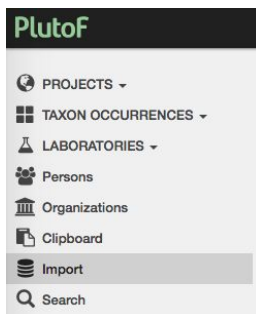 PlutoF
PROJECTS
TAXON OCCURRENCES
LABORATORIES
Persons
Organizations
Clipboard
Import
Search